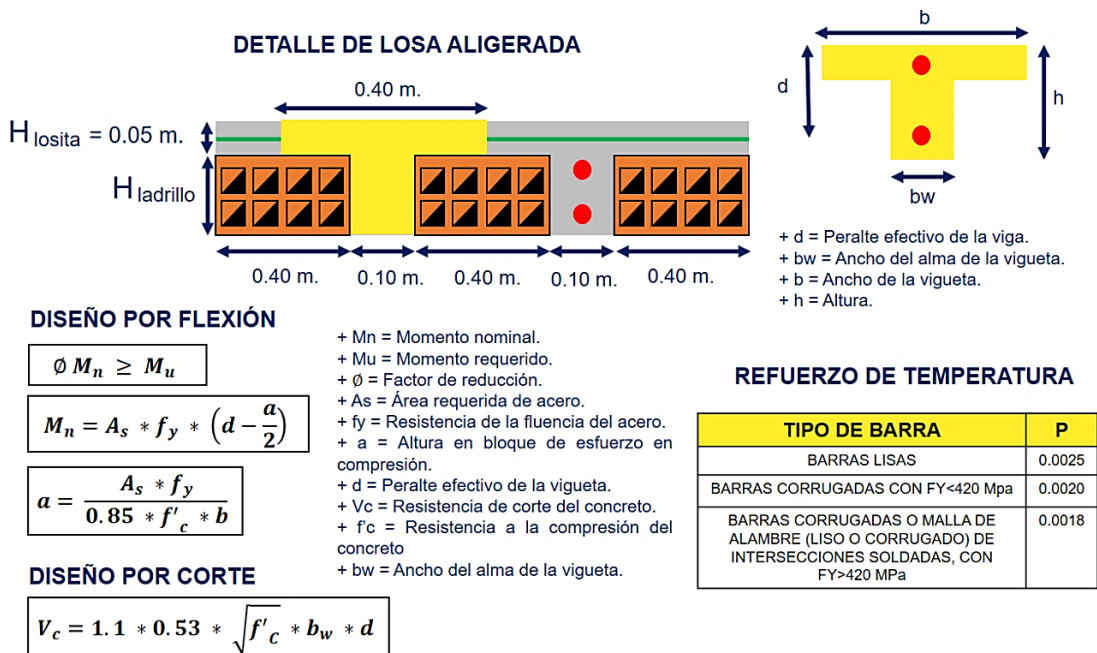 DETALLE DE LOSA ALIGERADA
0.40 m.
H losita = 0.05 m.
H ladrillo
0.40 m.
0.10 m.
0.40 m.
0.10 m.
0.40 m.
b
d
h
bw
+ d = Peralte efectivo de la viga.
+ bw = Ancho del alma de la vigueta.
+ b = Ancho de la vigueta.
+ h = Altura.
DISEÑO POR FLEXIÓN
∅ Mn ≥ Mu
Mn = As * fy * (d − a/2)
a = As * fy / 0.85 * f'c * b
DISEÑO POR CORTE
Vc = 1.1 * 0.53 * √f'C * bw * d
+ Mn = Momento nominal.
+ Mu = Momento requerido.
+ Ø = Factor de reducción.
+ As = Área requerida de acero.
+ fy = Resistencia de la fluencia del acero.
+ a = Altura en bloque de esfuerzo en
compresión.
+ d = Peralte efectivo de la vigueta.
+ Vc = Resistencia de corte del concreto.
+ f'c = Resistencia a la compresión del
concreto
+ bw = Ancho del alma de la vigueta.
REFUERZO DE TEMPERATURA
TIPO DE BARRA P
BARRAS LISAS 0.0025
BARRAS CORRUGADAS CON FY<420 Mpa 0.0020
BARRAS CORRUGADAS O MALLA DE 0.0018
ALAMBRE (LISO O CORRUGADO) DE
INTERSECCIONES SOLDADAS, CON
FY>420 MPa